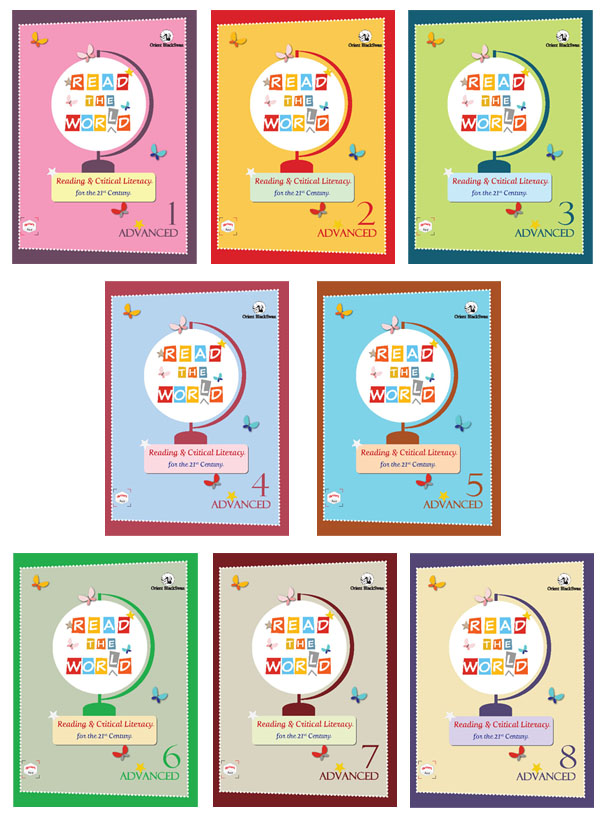 Orient BlackSwan
READ
THE
WORLD
Reading & Critical Literacy
for the 21st Century
1
ADVANCED
Orient BlackSwan
READ
THE
WORLD
Reading & Critical Literacy
for the 21st Century
2
ADVANCED
Orient BlackSwan
READ
THE
WORLD
Reading & Critical Literacy
for the 21st Century
3
ADVANCED
Orient BlackSwan
READ
THE
WORLD
Reading & Critical Literacy
for the 21st Century
4
ADVANCED
Orient BlackSwan
READ
THE
WORLD
Reading & Critical Literacy
for the 21st Century
5
ADVANCED
Orient BlackSwan
READ
THE
WORLD
Reading & Critical Literacy
for the 21st Century
6
ADVANCED
Orient BlackSwan
READ
THE
WORLD
Reading & Critical Literacy
for the 21st Century
7
ADVANCED
Orient BlackSwan
READ
THE
WORLD
Reading & Critical Literacy
for the 21st Century
8
ADVANCED